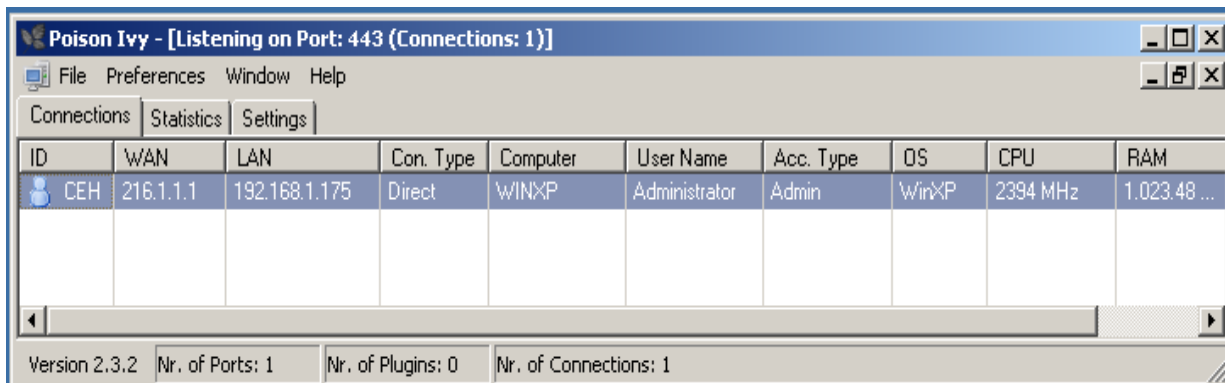 Poison Ivy - [Listening on Port: 443 (Connections: 1)]
File Preferences Window Help
Connections Statistics Settings
ID WAN LAN Con. Type Computer User Name Acc. Type OS CPU RAM
CEH 216.1.1.1 192.168.1.175 Direct WINXP Administrator Admin WinXP 2394 MHz 1.023.48 ...
Version 2.3.2 Nr. of Ports: 1 Nr. of Plugins: 0 Nr. of Connections: 1